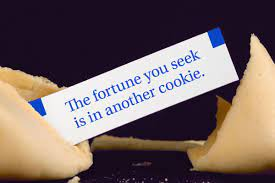 The fortune you seek
is in another cookie.